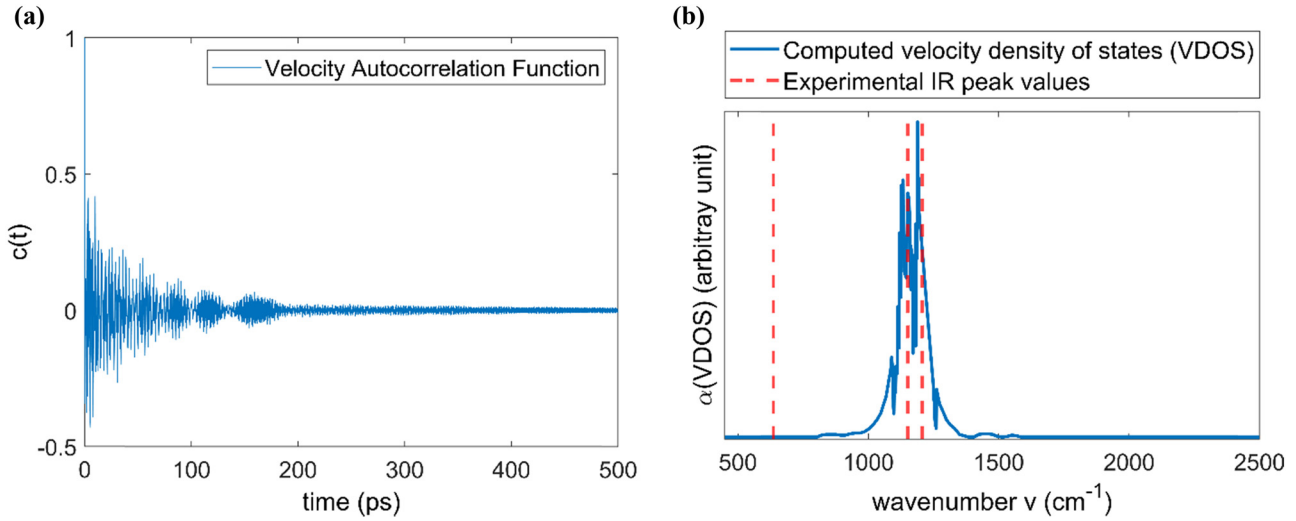 (a)
1
0.5
0
-0.5
c(t)
Velocity Autocorrelation Function
0 100 200 300 400 500
time (ps)
(b)
Computed velocity density of states (VDOS)
Experimental IR peak values
α(VDOS) (arbitray unit)
500 1000 1500 2000 2500
wavenumber ν (cm⁻¹)